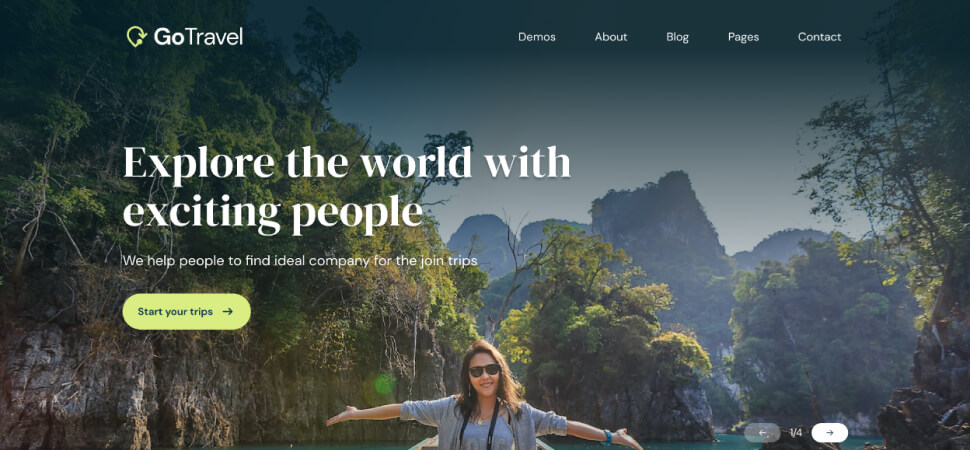 GoTravel
Demos About Blog Pages Contact
Explore the world with
exciting people
We help people to find ideal company for the join trips
Start your trips →
← 1/4 →